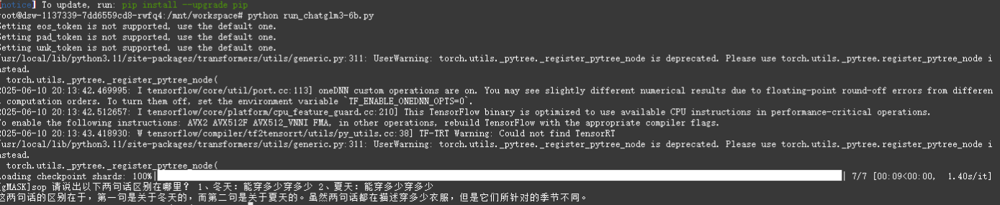 [notice] To update, run: pip install --upgrade pip
root@dsw-1137339-7dd6559cd8-rwfq4:/mnt/workspace# python run_chatglm3-6b.py
Setting eos_token is not supported, use the default one.
Setting pad_token is not supported, use the default one.
Setting unk_token is not supported, use the default one.
/usr/local/lib/python3.11/site-packages/transformers/utils/generic.py:311: UserWarning: torch.utils._pytree._register_pytree_node is deprecated. Please use torch.utils._pytree.register_pytree_node i
nstead.
torch.utils._pytree._register_pytree_node(
2025-06-10 20:13:42.469995: I tensorflow/core/util/port.cc:113] oneDNN custom operations are on. You may see slightly different numerical results due to floating-point round-off errors from differen
t computation orders. To turn them off, set the environment variable `TF_ENABLE_ONEDNN_OPTS=0`.
2025-06-10 20:13:42.512657: I tensorflow/core/platform/cpu_feature_guard.cc:210] This TensorFlow binary is optimized to use available CPU instructions in performance-critical operations.
To enable the following instructions: AVX2 AVX512F AVX512_VNNI FMA, in other operations, rebuild TensorFlow with the appropriate compiler flags.
2025-06-10 20:13:43.418930: W tensorflow/compiler/tf2tensorrt/utils/py_utils.cc:38] TF-TRT Warning: Could not find TensorRT
/usr/local/lib/python3.11/site-packages/transformers/utils/generic.py:311: UserWarning: torch.utils._pytree._register_pytree_node is deprecated. Please use torch.utils._pytree.register_pytree_node i
nstead.
torch.utils._pytree._register_pytree_node(
Loading checkpoint shards: 100%| | 7/7 [00:09<00:00, 1.40s/it]
[gMASK]sop 请说出以下两句话区别在哪里？ 1、冬天：能穿多少穿多少 2、夏天：能穿多少穿多少
这两句话的区别在于，第一句是关于冬天的，而第二句是关于夏天的。虽然两句话都在描述穿多少衣服，但是它们所针对的季节不同。